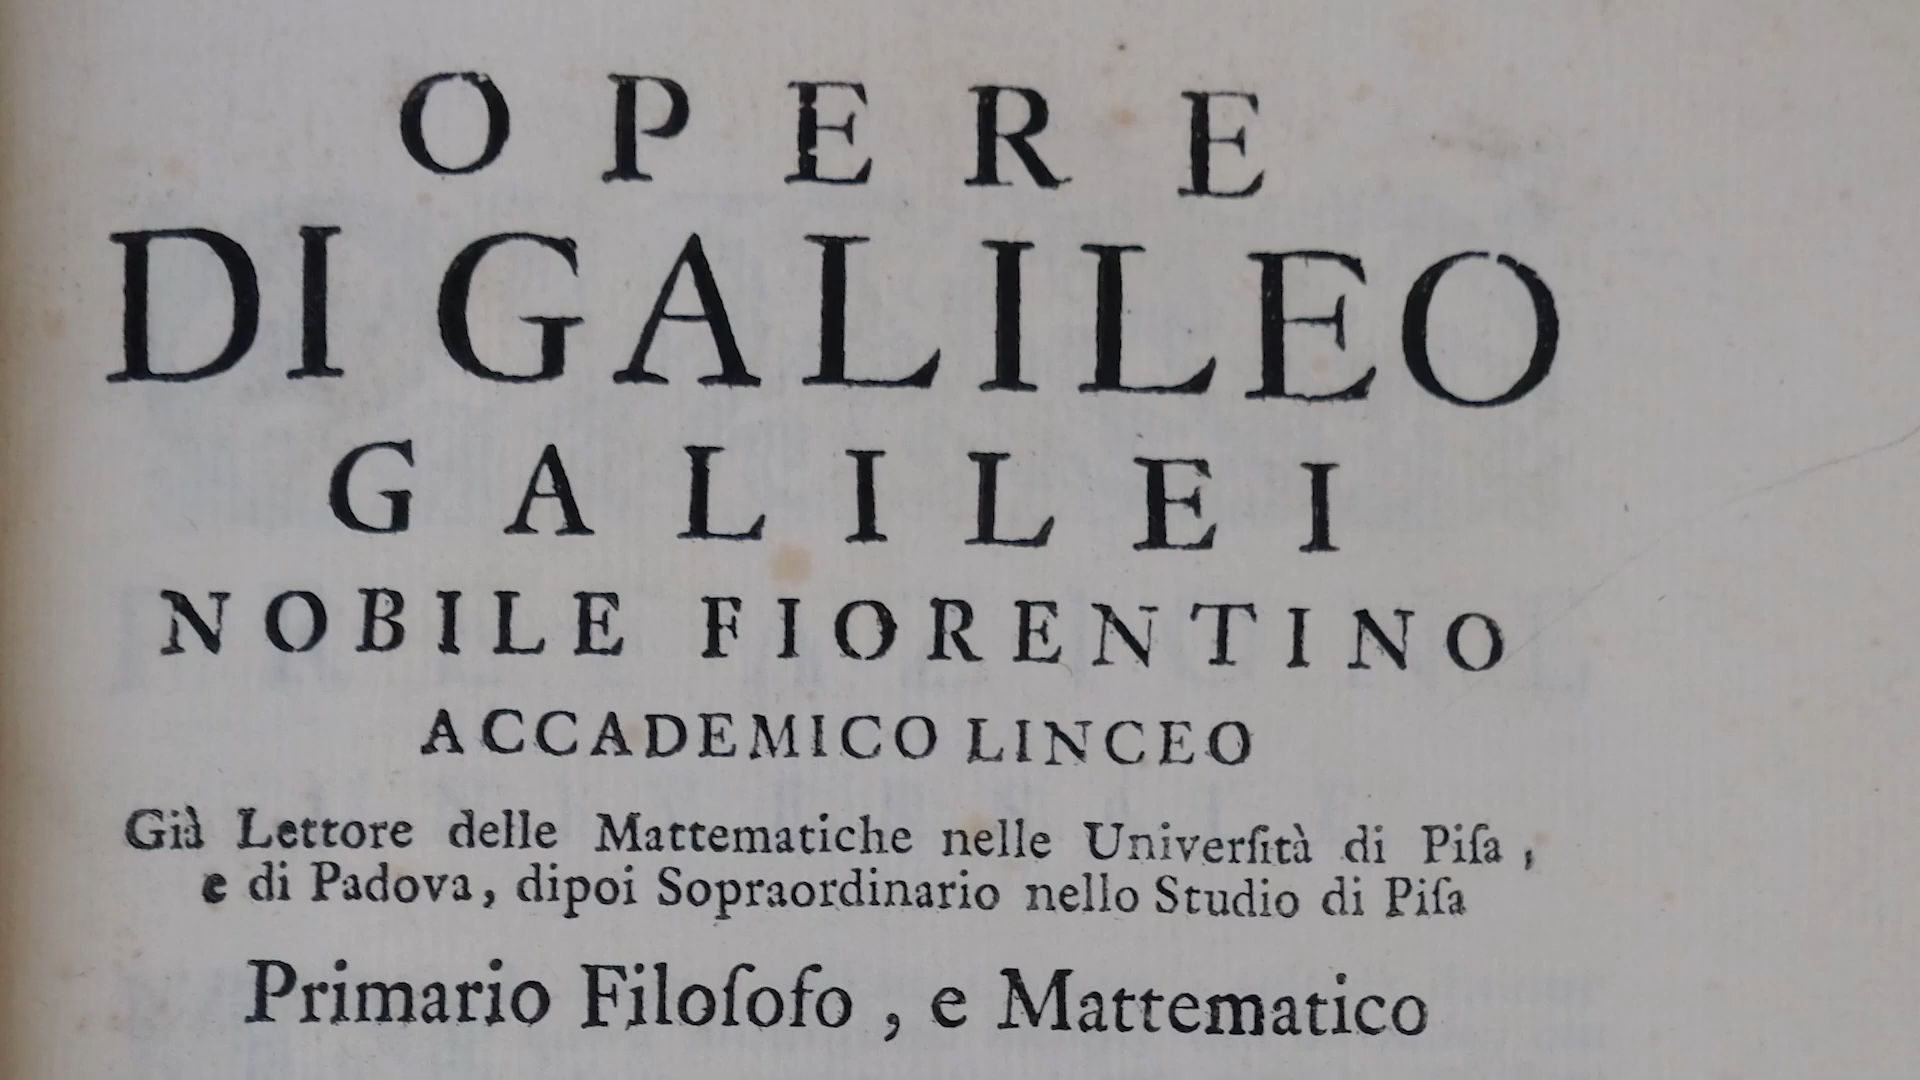 OPERE
DI GALILEO
GALILEI
NOBILE FIORENTINO
ACCADEMICO LINCEO
Già Lettore delle Mattematiche nelle Univerſità di Piſa,
e di Padova, dipoi Sopraordinario nello Studio di Piſa
Primario Filoſofo, e Mattematico